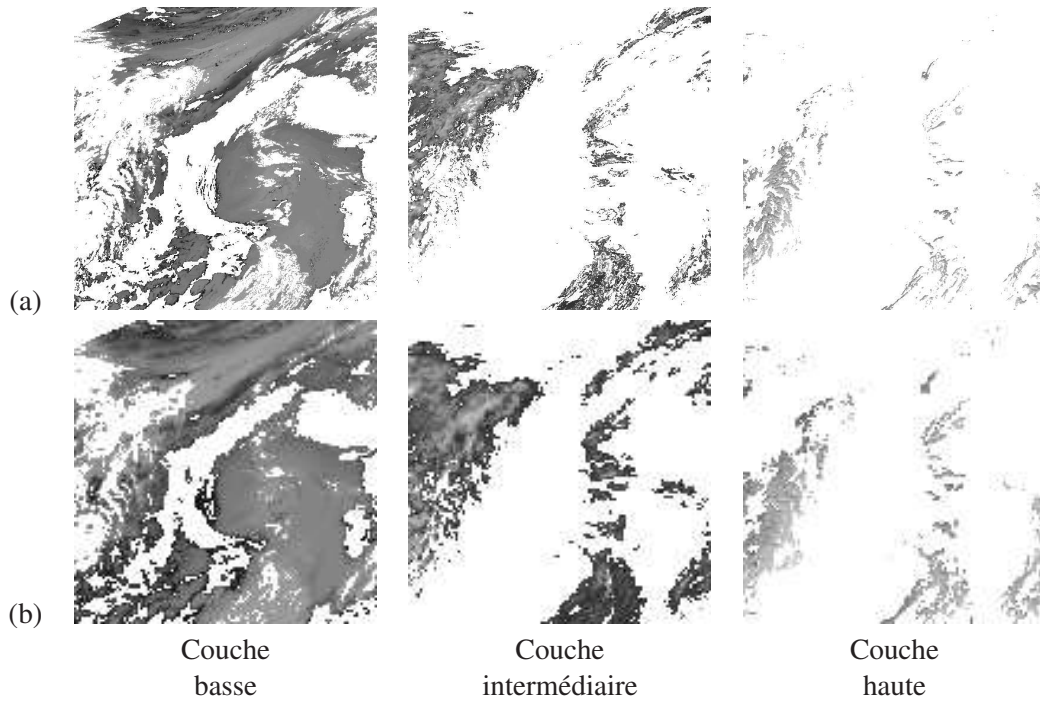 (a)
(b)
Couche
basse
Couche
intermédiaire
Couche
haute